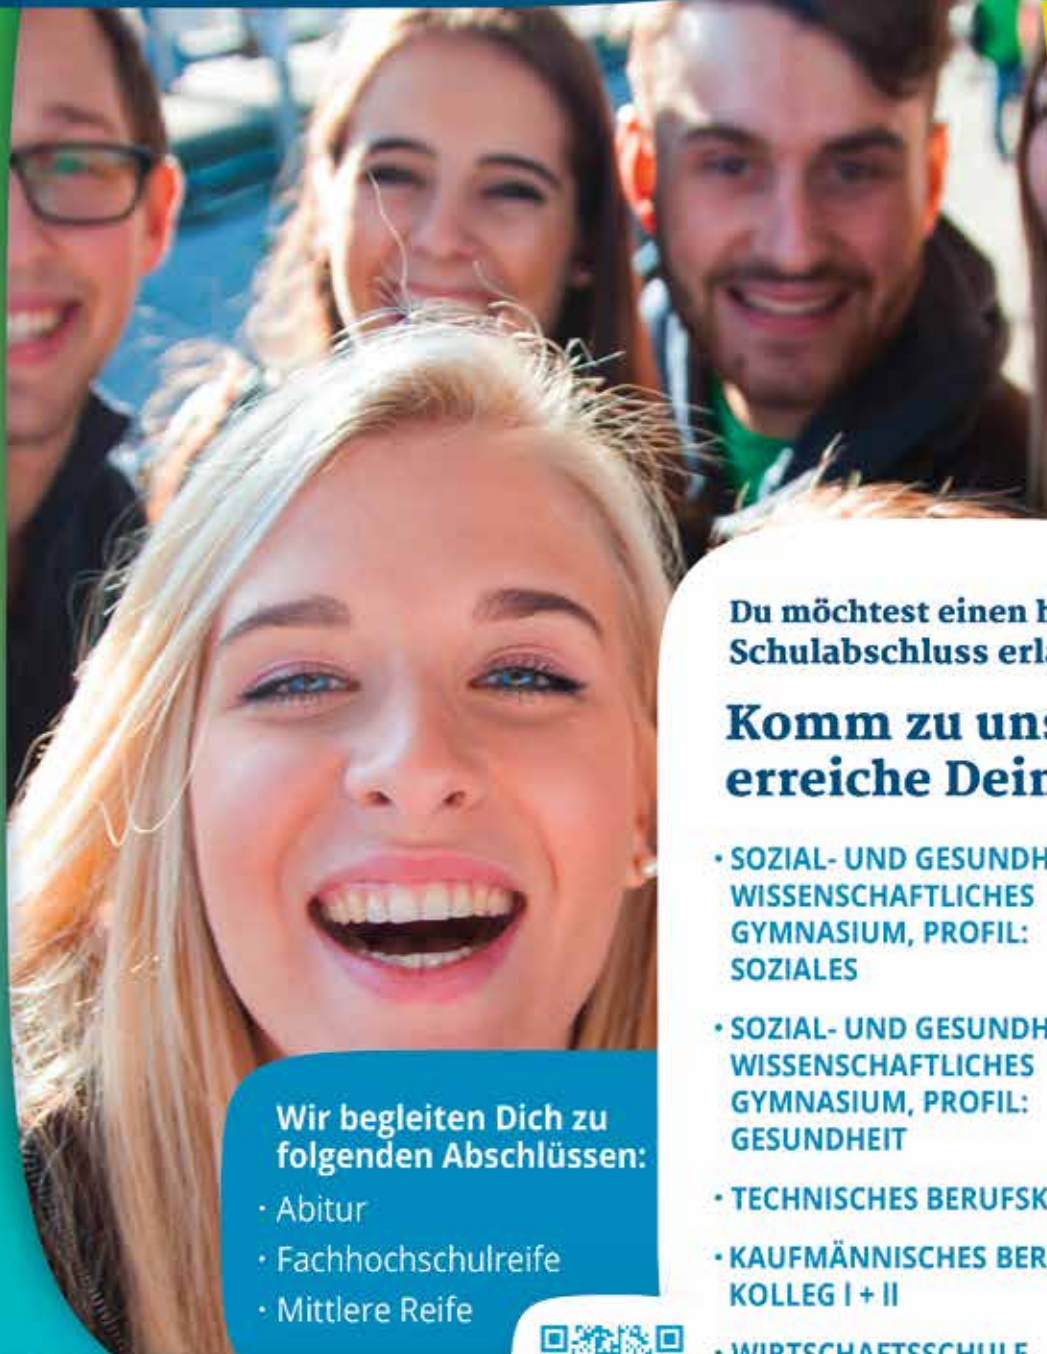 Du möchtest einen
Schulabschluss
Komm zu
erreiche
• SOZIAL- UND
WISSENSCHAFTLICHES
GYMNASIUM, PROFIL:
SOZIALES
• SOZIAL- UND
WISSENSCHAFTLICHES
GYMNASIUM, PROFIL:
GESUNDHEIT
• TECHNISCHES
• KAUFMÄNNISCHES
KOLLEG I + II
• WIRTSCHAFTSSCHULE
Wir begleiten Dich zu
folgenden Abschlüssen:
· Abitur
· Fachhochschulreife
· Mittlere Reife